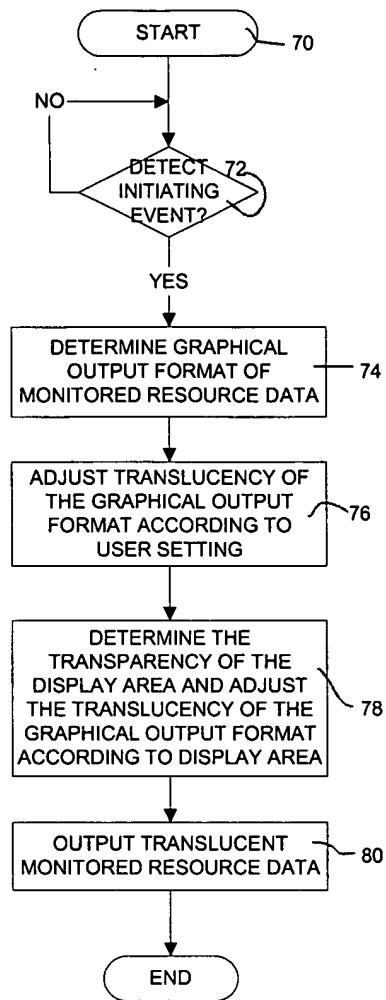 START
70
NO
DETECT
72
INITIATING
EVENT?
YES
DETERMINE GRAPHICAL
OUTPUT FORMAT OF
MONITORED RESOURCE DATA
74
ADJUST TRANSLUCENCY OF
THE GRAPHICAL OUTPUT
FORMAT ACCORDING TO
USER SETTING
76
DETERMINE THE
TRANSPARENCY OF THE
DISPLAY AREA AND ADJUST
THE TRANSLUCENCY OF THE
GRAPHICAL OUTPUT FORMAT
ACCORDING TO DISPLAY AREA
78
OUTPUT TRANSLUCENT
MONITORED RESOURCE DATA
80
END